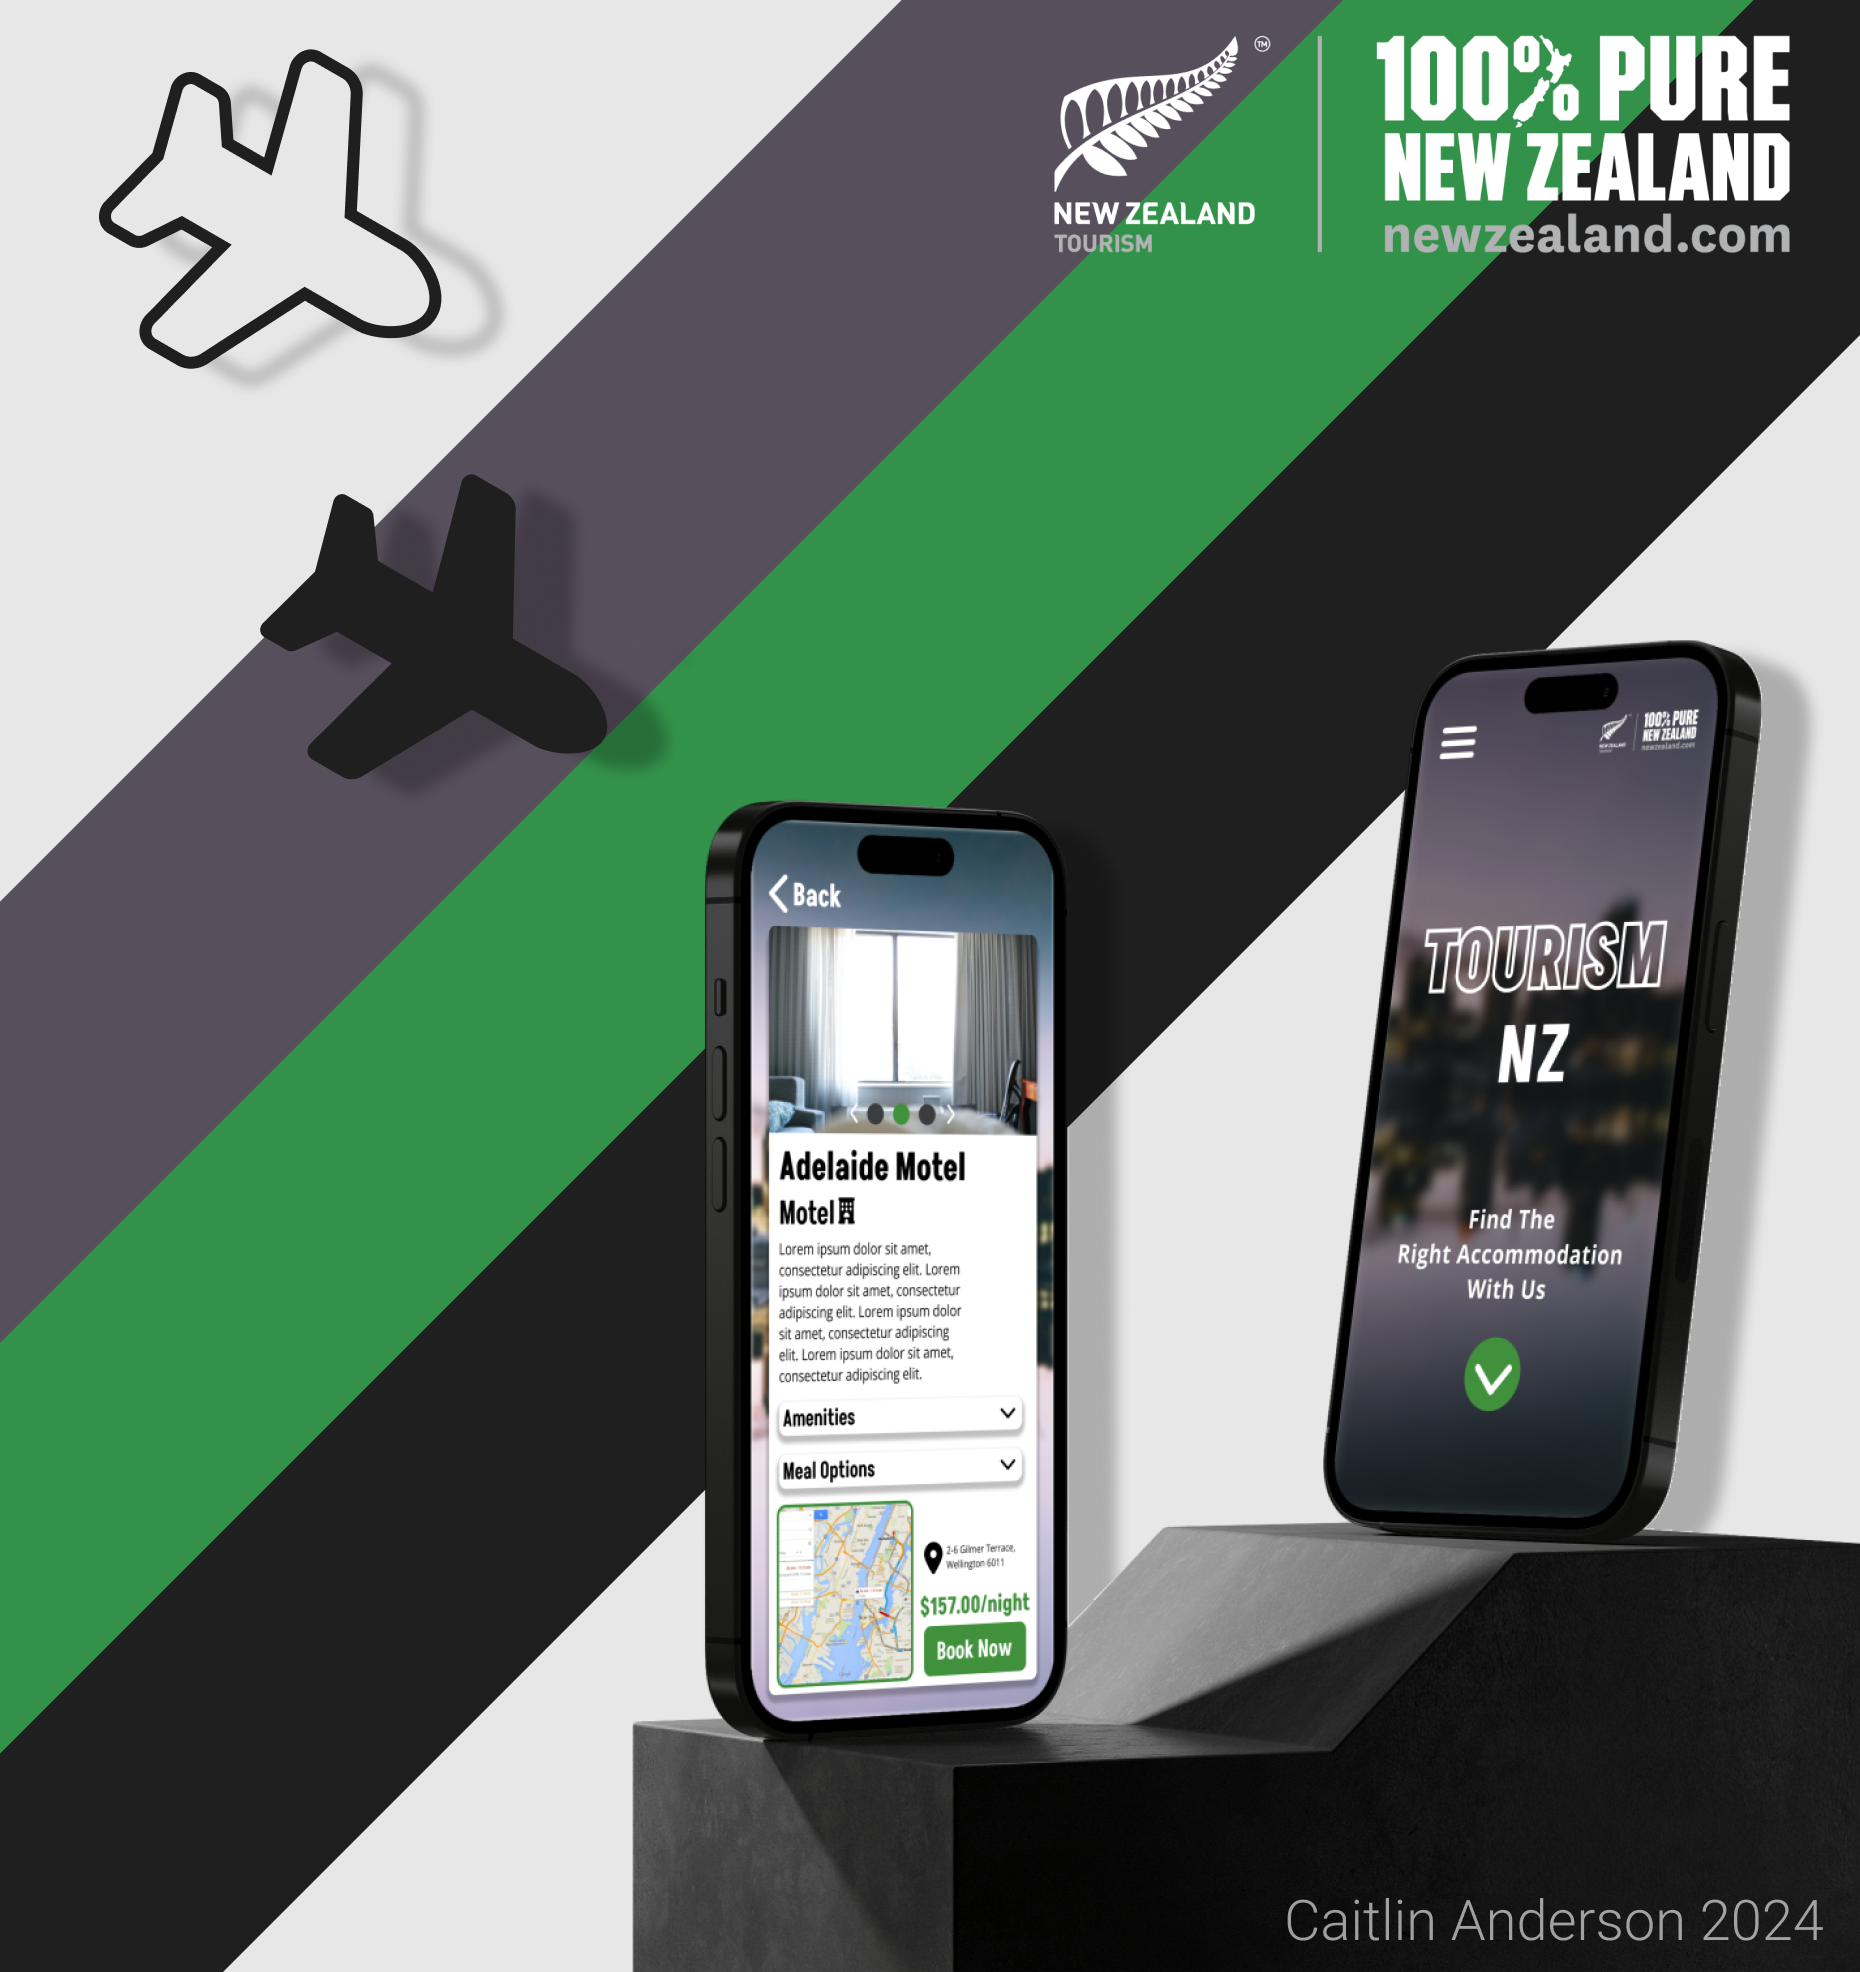 TM
NEW ZEALAND
TOURISM
100% PURE
NEW ZEALAND
newzealand.com
100% PURE
NEW ZEALAND
newzealand.com
TOURISM
NZ
Find The
Right Accommodation
With Us
Back
Adelaide Motel
Motel
Lorem ipsum dolor sit amet,
consectetur adipiscing elit. Lorem
ipsum dolor sit amet, consectetur
adipiscing elit. Lorem ipsum dolor
sit amet, consectetur adipiscing
elit. Lorem ipsum dolor sit amet,
consectetur adipiscing elit.
Amenities
Meal Options
2-6 Gilmer Terrace,
Wellington 6011
$157.00/night
Book Now
Caitlin Anderson 2024